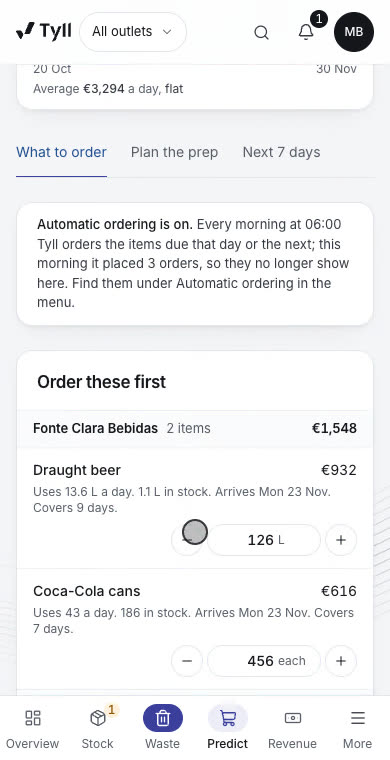 Tyll
All outlets
1
MB
20 Oct
30 Nov
Average €3,294 a day, flat
What to order
Plan the prep
Next 7 days
Automatic ordering is on. Every morning at 06:00
Tyll orders the items due that day or the next; this
morning it placed 3 orders, so they no longer show
here. Find them under Automatic ordering in the
menu.
Order these first
Fonte Clara Bebidas 2 items €1,548
Draught beer €932
Uses 13.6 L a day. 1.1 L in stock. Arrives Mon 23 Nov.
Covers 9 days.
126 L +
Coca-Cola cans €616
Uses 43 a day. 186 in stock. Arrives Mon 23 Nov. Covers
7 days.
− 456 each +
1
Overview
Stock
Waste
Predict
Revenue
More